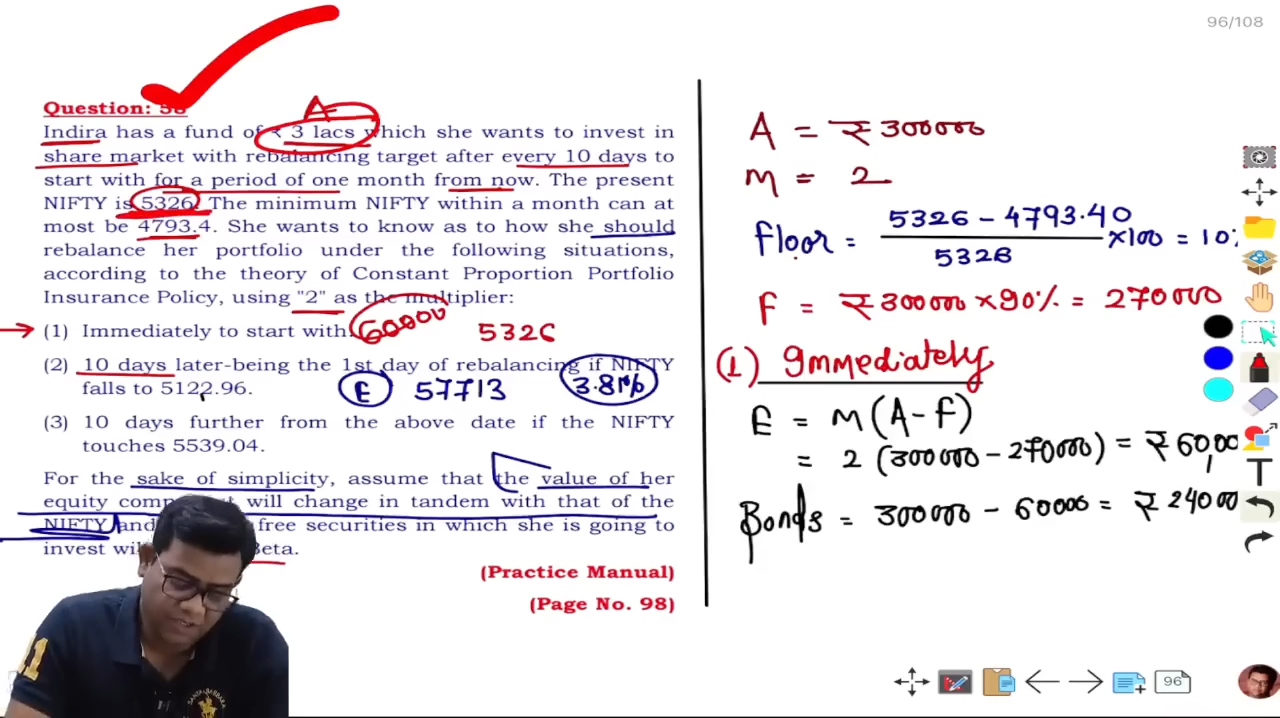 96/108
Question: 58
A
Indira has a fund of ₹ 3 lacs which she wants to invest in
share market with rebalancing target after every 10 days to
start with for a period of one month from now. The present
NIFTY is 5326. The minimum NIFTY within a month can at
most be 4793.4. She wants to know as to how she should
rebalance her portfolio under the following situations,
according to the theory of Constant Proportion Portfolio
Insurance Policy, using "2" as the multiplier:
(1) Immediately to start with. 60000 5326
(2) 10 days later-being the 1st day of rebalancing if NIFTY
falls to 5122.96. E 57713 3.81%
(3) 10 days further from the above date if the NIFTY
touches 5539.04.
For the sake of simplicity, assume that the value of her
equity will change in tandem with that of the
NIFTY and free securities in which she is going to
invest Beta.
(Practice Manual)
(Page No. 98)
A = ₹ 300000
M = 2
floor = 5326 - 4793.40
5326
×100 = 10%
F = ₹ 300000 × 90% = 270000
(1) Immediately
E = M (A - F)
= 2 (300000 - 270000) = ₹ 6000
Bonds = 300000 - 60000 = ₹ 24000
T
96
11